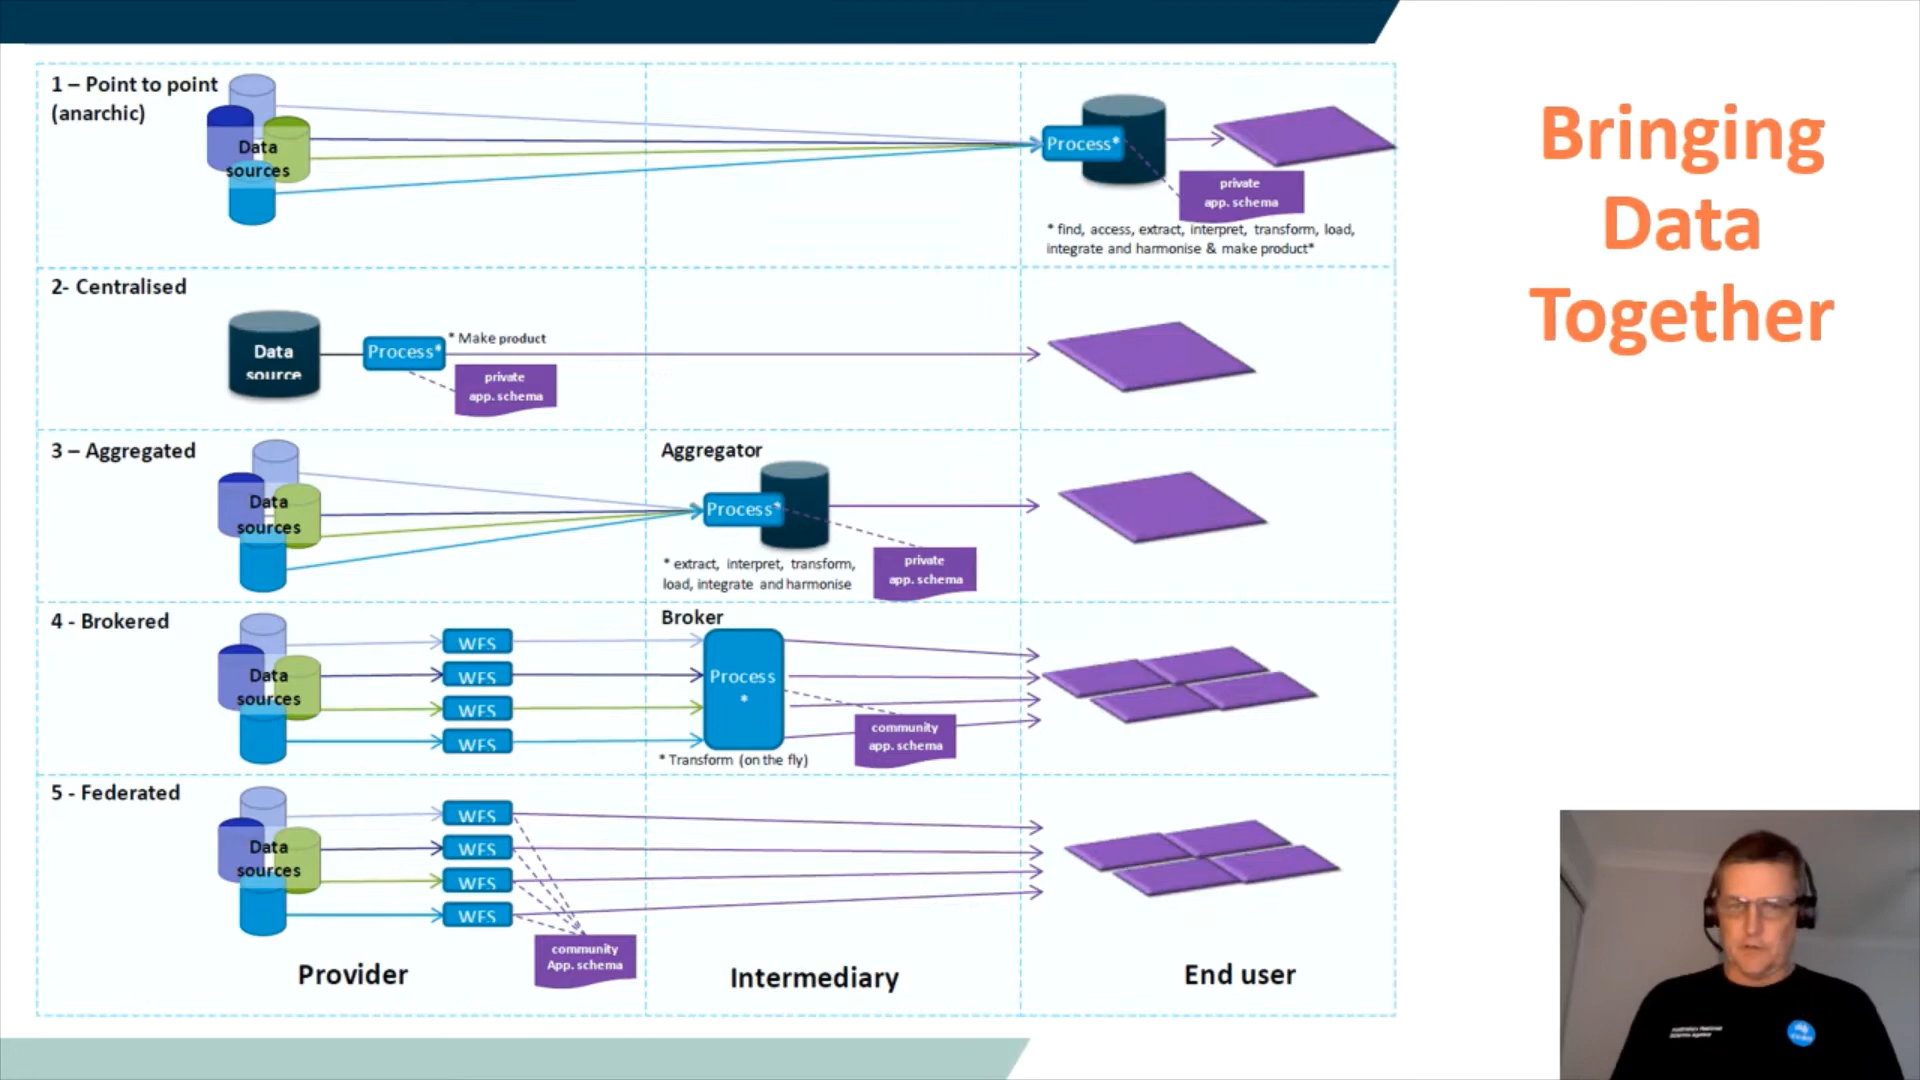 Bringing
Data
Together
1 – Point to point
(anarchic)
Data
sources
Process*
private
app. schema
* find, access, extract, interpret, transform, load,
integrate and harmonise & make product*
2- Centralised
Data
source
Process*
* Make product
private
app. schema
3 – Aggregated
Data
sources
Aggregator
Process*
* extract, interpret, transform,
load, integrate and harmonise
private
app. schema
4 - Brokered
Data
sources
WFS
WFS
WFS
WFS
Broker
Process
*
* Transform (on the fly)
community
app. schema
5 - Federated
Data
sources
WFS
WFS
WFS
WFS
community
App. schema
Provider
Intermediary
End user